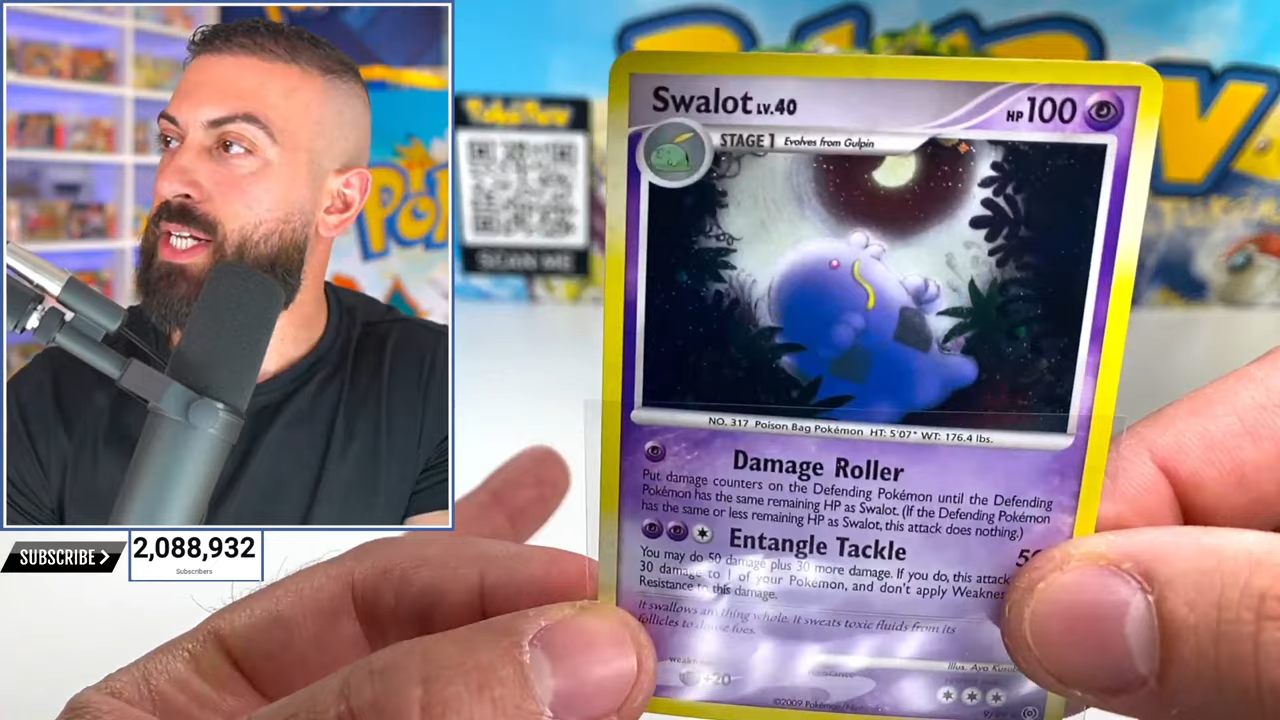 PokeRev
SCAN ME
Swalot LV.40
HP 100
STAGE 1 Evolves from Gulpin
NO. 317 Poison Bag Pokémon HT: 5'07" WT: 176.4 lbs.
Damage Roller
Put damage counters on the Defending Pokémon until the Defending
Pokémon has the same remaining HP as Swalot. (If the Defending Pokémon
has the same or less remaining HP as Swalot, this attack does nothing.)
Entangle Tackle
You may do 50 damage plus 30 more damage. If you do, this attack
30 damage to 1 of your Pokémon, and don't apply
Resistance to this damage.
It swallows anything whole. It sweats toxic fluids from its
follicles to foes.
weakness
+20
Illus. Aya
©2009 Pokémon/Nintendo
SUBSCRIBE >
2,088,932
Subscribers